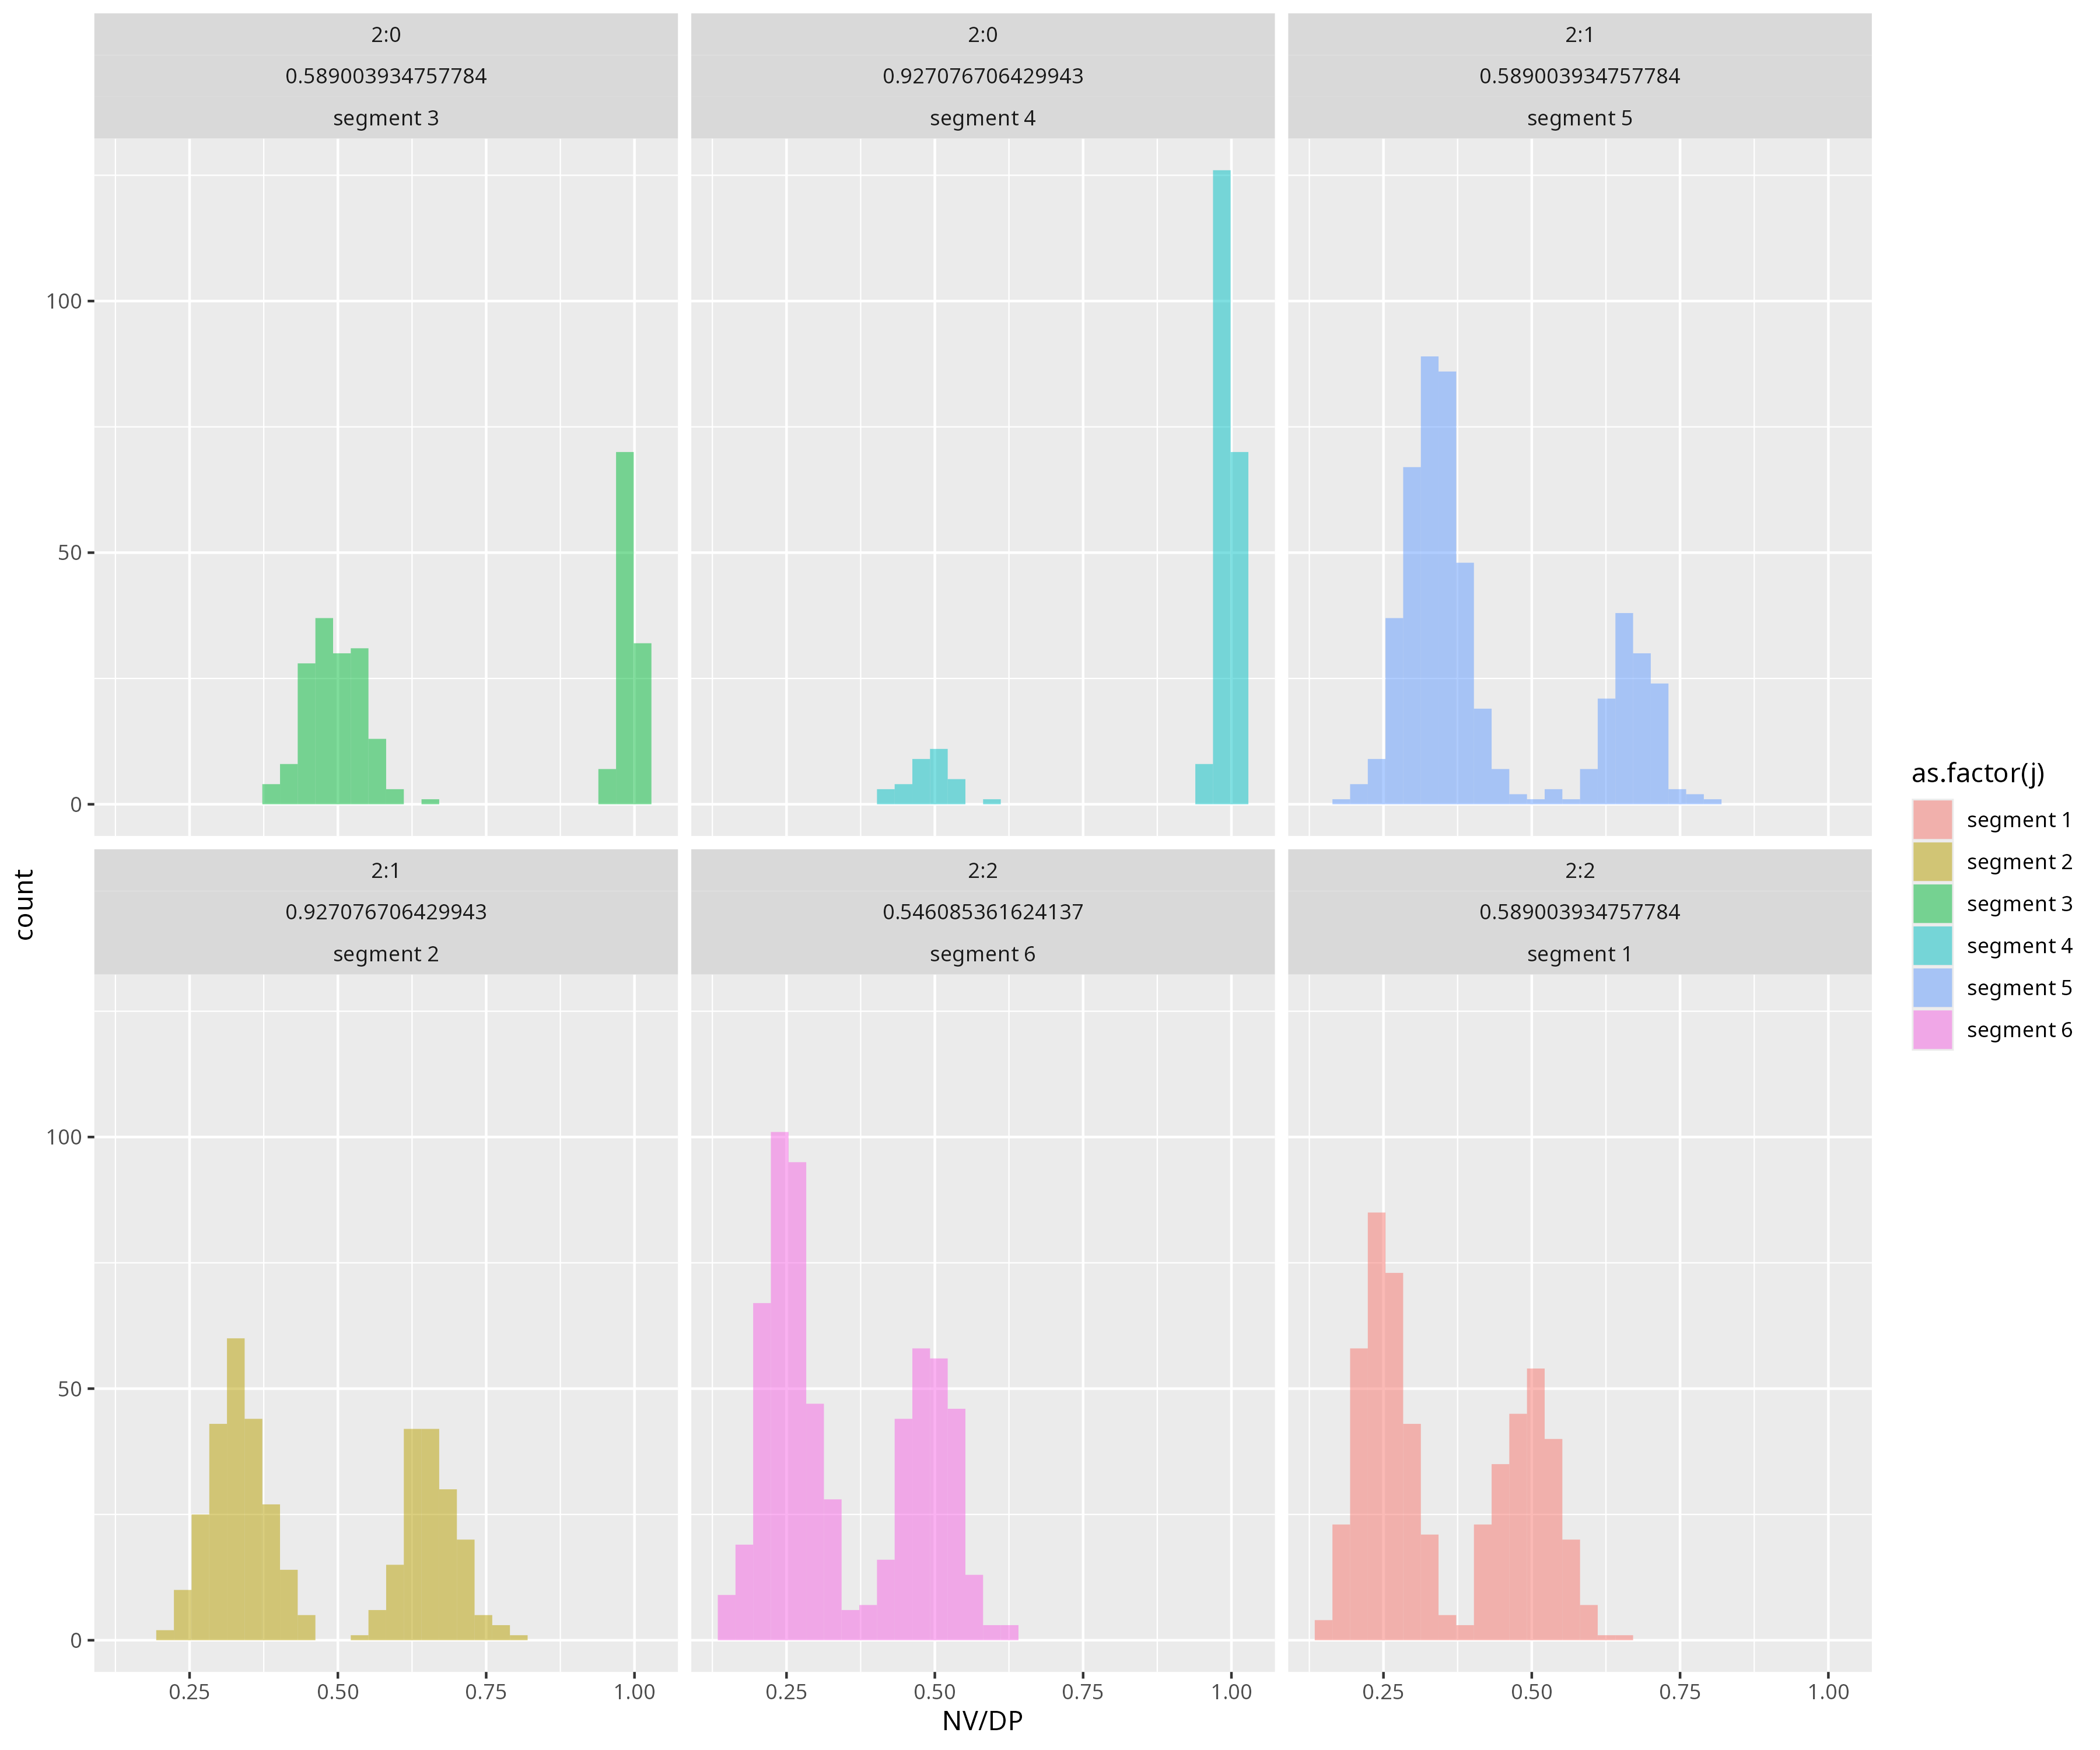 2:0
0.589003934757784
segment 3
2:0
0.927076706429943
segment 4
2:1
0.589003934757784
segment 5
100
50
0
2:1
0.927076706429943
segment 2
2:2
0.546085361624137
segment 6
2:2
0.589003934757784
segment 1
100
50
0
0.25 0.50 0.75 1.00
0.25 0.50 0.75 1.00
0.25 0.50 0.75 1.00
NV/DP
count
as.factor(j)
segment 1
segment 2
segment 3
segment 4
segment 5
segment 6